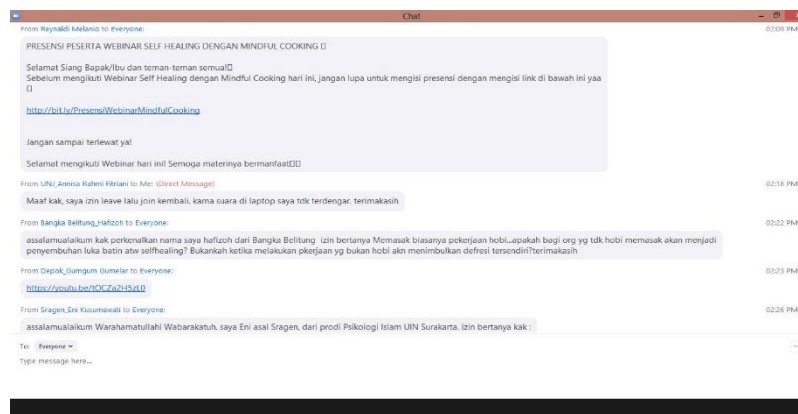 Chat
From Reynaldi Melanio to Everyone: 02:09 PM
PRESENSI PESERTA WEBINAR SELF HEALING DENGAN MINDFUL COOKING
Selamat Siang Bapak/Ibu dan teman-teman semua!
Sebelum mengikuti Webinar Self Healing dengan Mindful Cooking hari ini, jangan lupa untuk mengisi presensi dengan mengisi link di bawah ini yaa
http://bit.ly/PresensiWebinarMindfulCooking
Jangan sampai terlewat ya!
Selamat mengikuti Webinar hari ini! Semoga materinya bermanfaat
From UNJ_Annisa Rahmi Fitriani to Me: (Direct Message) 02:18 PM
Maaf kak, saya izin leave lalu join kembali, karna suara di laptop saya tdk terdengar, terimakasih
From Bangka Belitung_Hafizoh to Everyone: 02:22 PM
assalamualaikum kak perkenalkan nama saya hafizoh dari Bangka Belitung izin bertanya Memasak biasanya pekerjaan hobi...apakah bagi org yg tdk hobi memasak akan menjadi
penyembuhan luka batin atw selfhealing? Bukankah ketika melakukan pkerjaan yg bukan hobi akn menimbulkan defresi tersendiri?terimakasih
From Depok_Gumgum Gumelar to Everyone: 02:23 PM
https://youtu.be/tOCZa2H5zL0
From Sragen_Eni Kusumawati to Everyone: 02:26 PM
assalamualaikum Warahamatullahi Wabarakatuh, saya Eni asal Sragen, dari prodi Psikologi Islam UIN Surakarta. izin bertanya kak :
To: Everyone
Type message here...